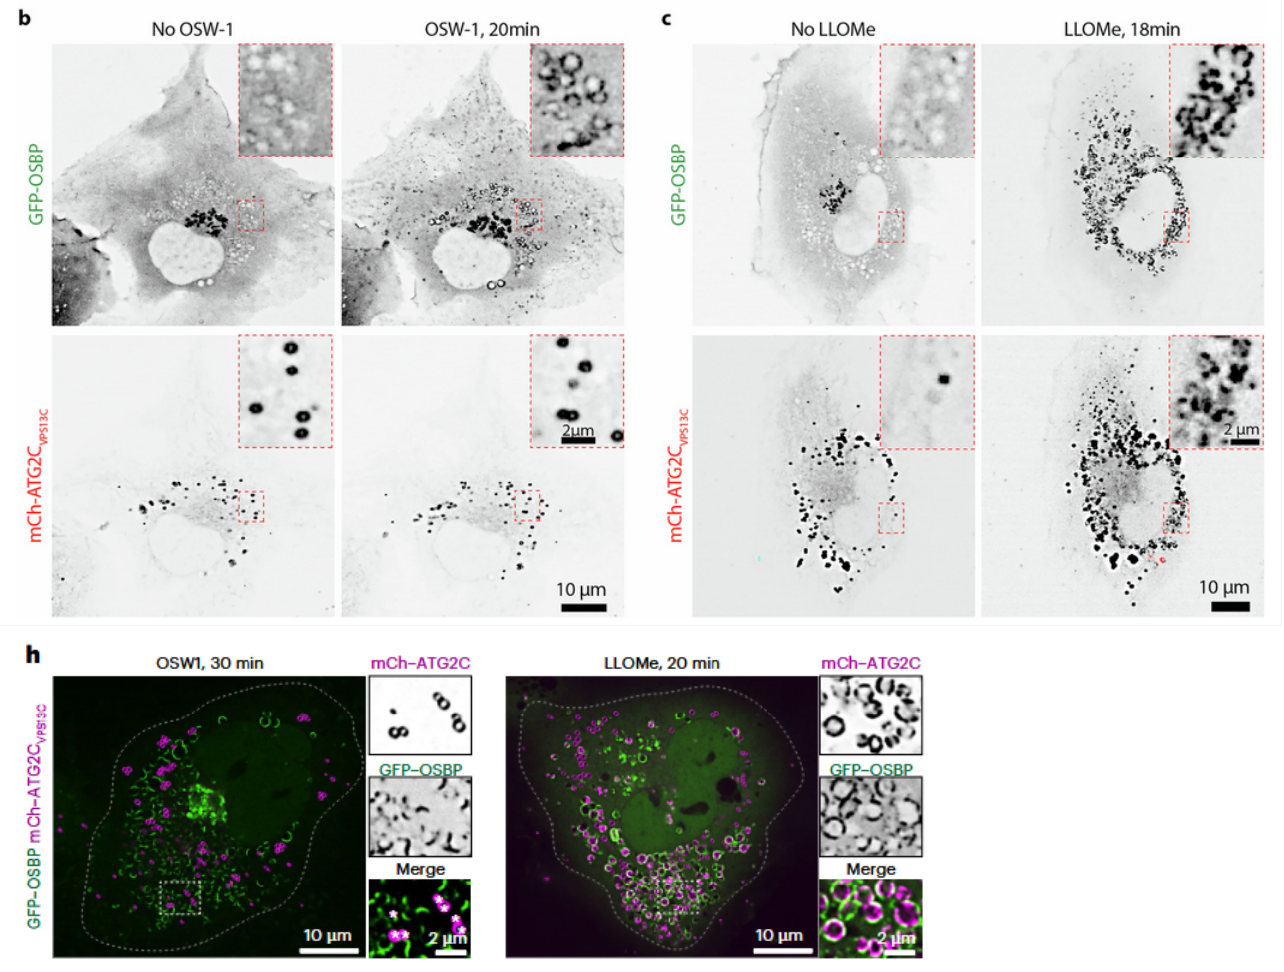 b
No OSW-1
OSW-1, 20min
GFP-OSBP
mCh-ATG2CVPS13C
2µm
10 µm
c
No LLOMe
LLOMe, 18min
GFP-OSBP
mCh-ATG2CVPS13C
2 µm
10 µm
h
OSW1, 30 min
mCh–ATG2C
GFP–OSBP mCh–ATG2CVPS13C
GFP–OSBP
Merge
10 µm
2 µm
LLOMe, 20 min
mCh–ATG2C
GFP–OSBP
Merge
10 µm
2 µm